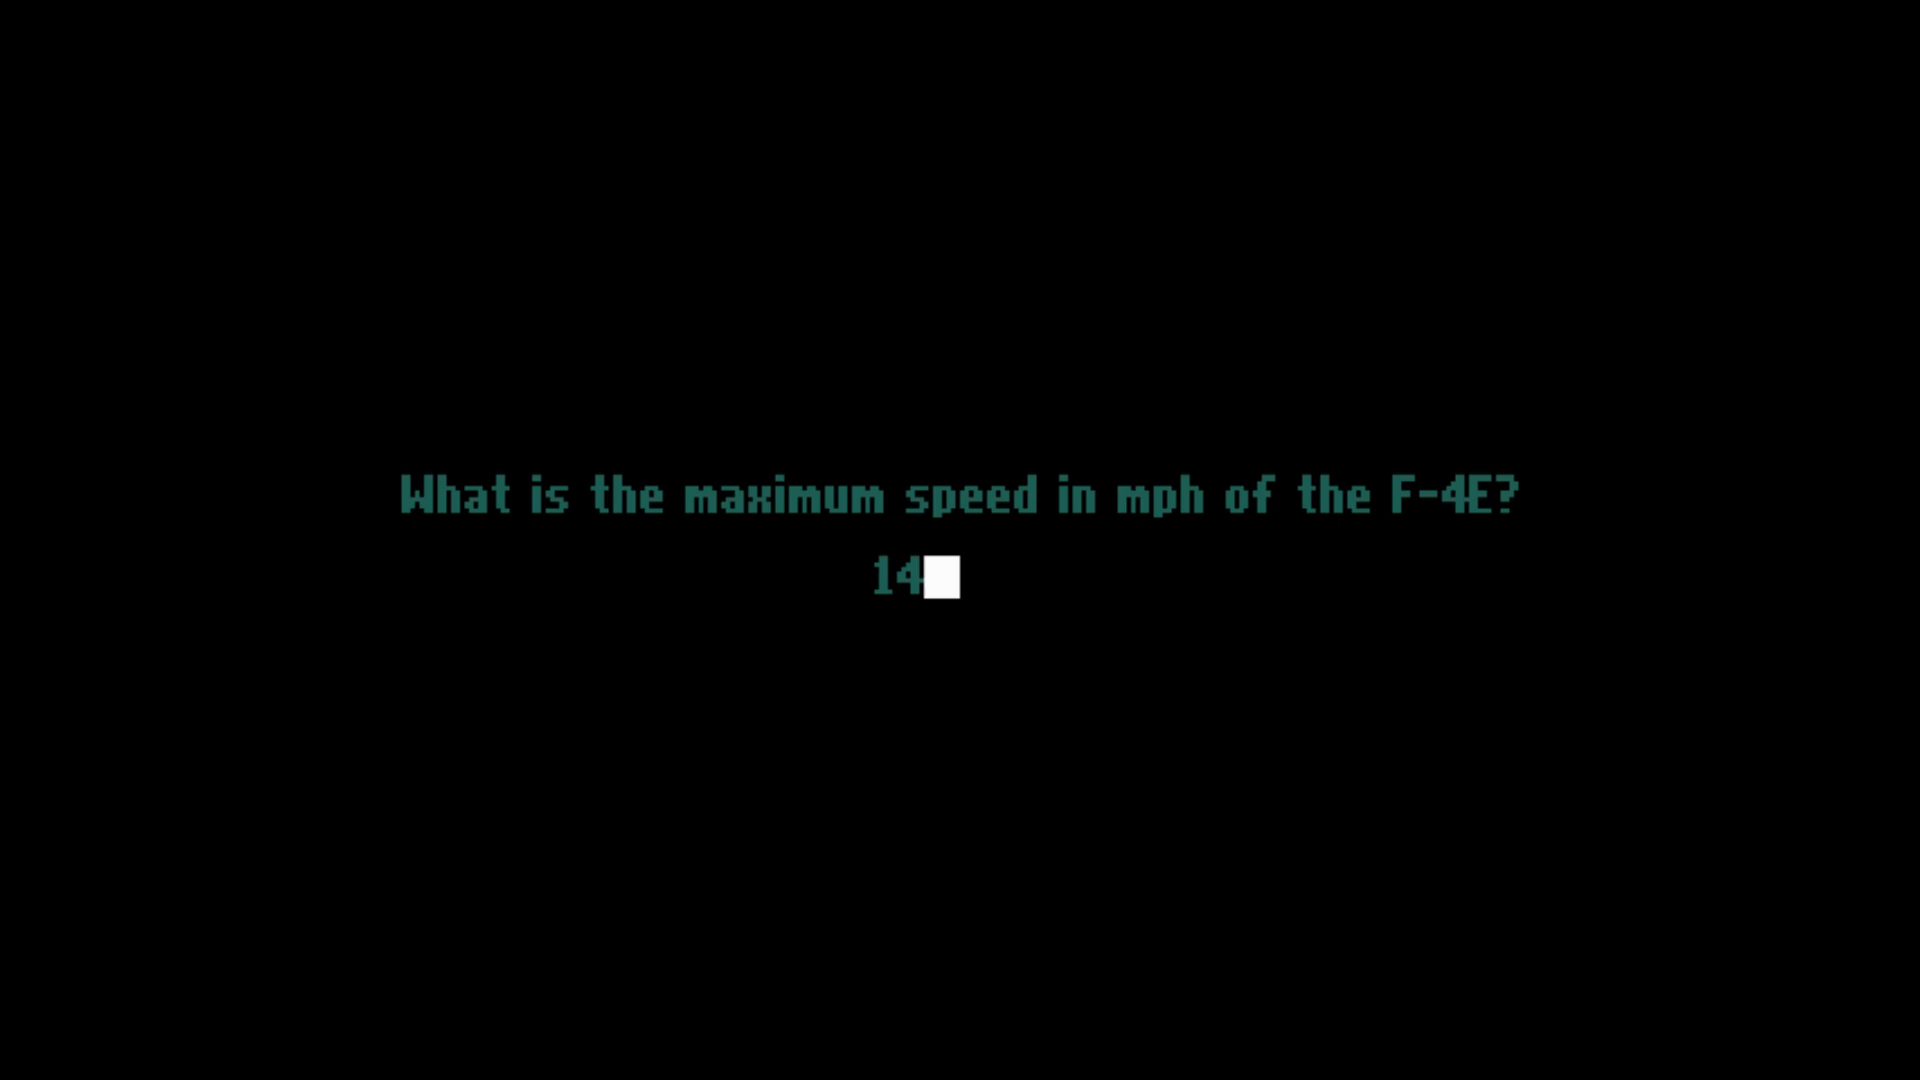 What is the maximum speed in mph of the F-4E?
14